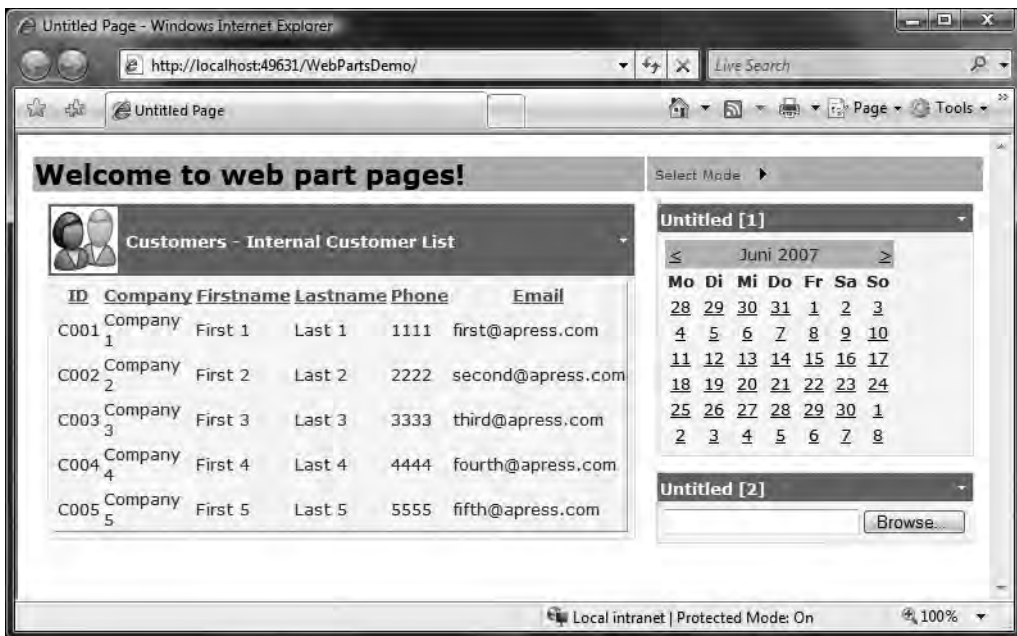 Untitled Page - Windows Internet Explorer
http://localhost:49631/WebPartsDemo/
Live Search
Untitled Page
Page
Tools
Welcome to web part pages!
Select Mode
Customers - Internal Customer List
ID Company Firstname Lastname Phone Email
C001 Company 1 First 1 Last 1 1111 first@apress.com
C002 Company 2 First 2 Last 2 2222 second@apress.com
C003 Company 3 First 3 Last 3 3333 third@apress.com
C004 Company 4 First 4 Last 4 4444 fourth@apress.com
C005 Company 5 First 5 Last 5 5555 fifth@apress.com
Untitled [1]
< Juni 2007 >
Mo Di Mi Do Fr Sa So
28 29 30 31 1 2 3
4 5 6 7 8 9 10
11 12 13 14 15 16 17
18 19 20 21 22 23 24
25 26 27 28 29 30 1
2 3 4 5 6 7 8
Untitled [2]
Browse...
Local intranet | Protected Mode: On
100%